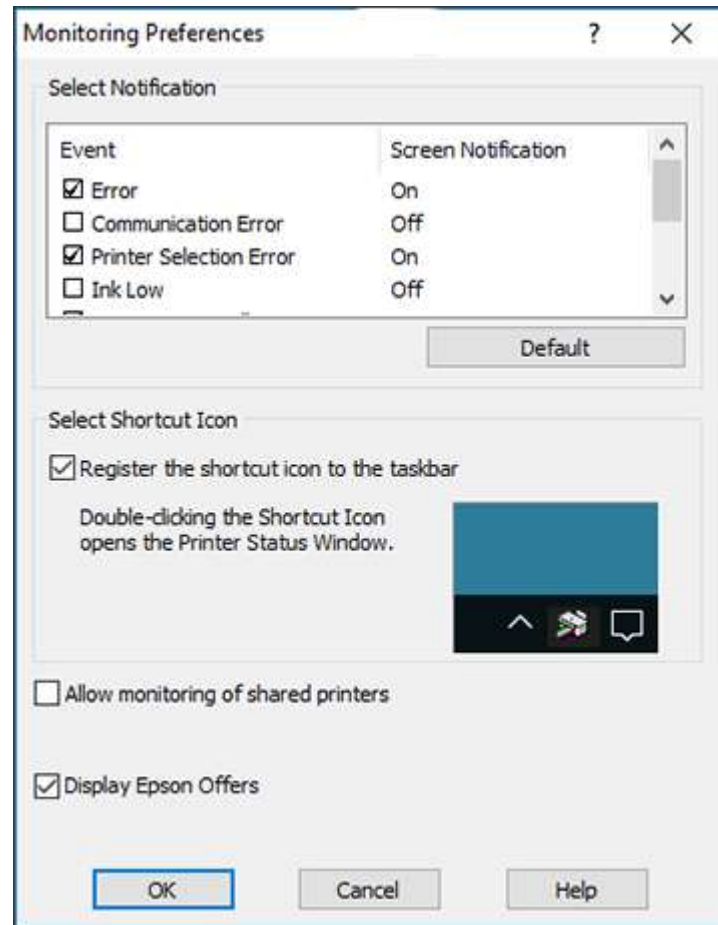 Monitoring Preferences
Select Notification
Event Screen Notification
Error On
Communication Error Off
Printer Selection Error On
Ink Low Off
Default
Select Shortcut Icon
Register the shortcut icon to the taskbar
Double-clicking the Shortcut Icon
opens the Printer Status Window.
Allow monitoring of shared printers
Display Epson Offers
OK Cancel Help